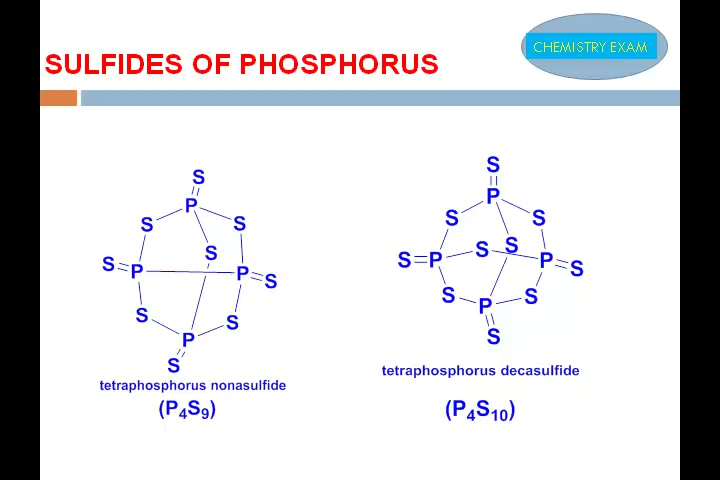 CHEMISTRY EXAM
SULFIDES OF PHOSPHORUS
S
P
S
S
S
S
P
P
S
S
S
P
S
tetraphosphorus nonasulfide
(P₄S₉)
S
P
S
S
S
S
S
P
P
S
S
S
P
S
tetraphosphorus decasulfide
(P₄S₁₀)